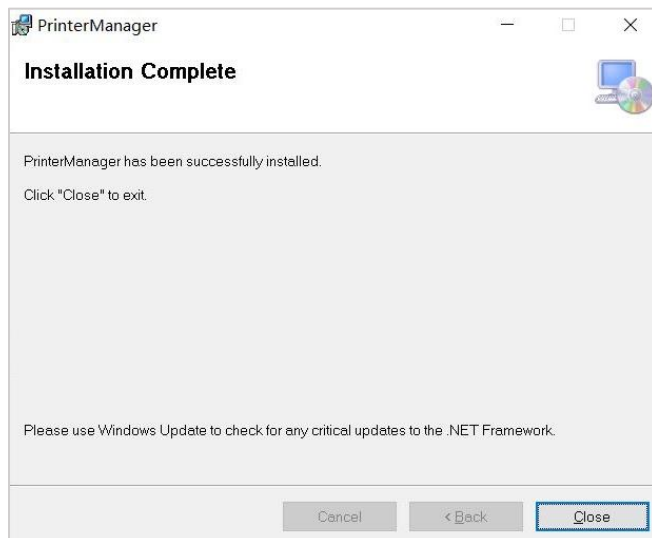 PrinterManager
Installation Complete
PrinterManager has been successfully installed.
Click "Close" to exit.
Please use Windows Update to check for any critical updates to the .NET Framework.
Cancel
< Back
Close